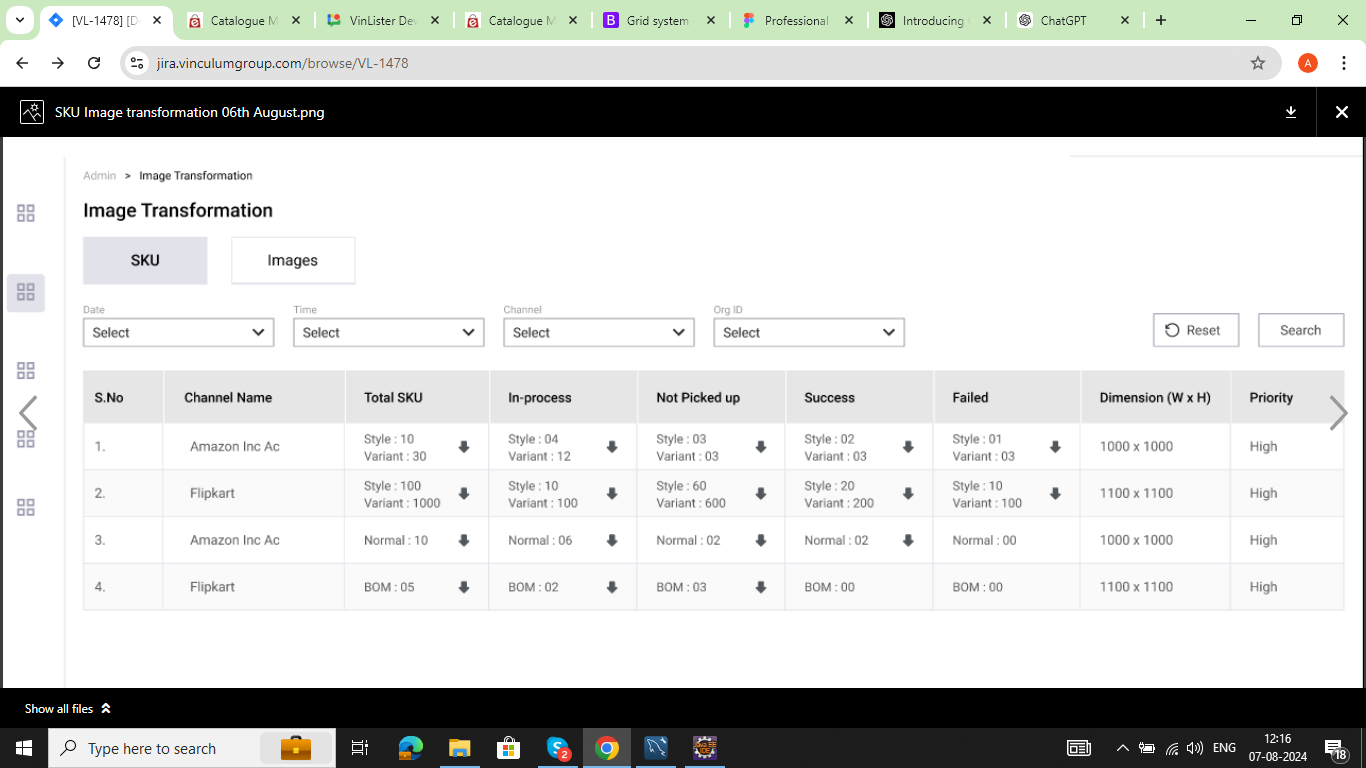 [VL-1478] [D
Catalogue M
VinLister De
Catalogue M
Grid system
Professional
Introducing
ChatGPT
jira.vinculumgroup.com/browse/VL-1478
A
SKU Image transformation 06th August.png
Admin > Image Transformation
Image Transformation
SKU Images
Date Time Channel Org ID
Select Select Select Select Reset Search
S.No Channel Name Total SKU In-process Not Picked up Success Failed Dimension (W x H) Priority
1. Amazon Inc Ac Style : 10 Style : 04 Style : 03 Style : 02 Style : 01 1000 x 1000 High
Variant : 30 Variant : 12 Variant : 03 Variant : 03 Variant : 03
2. Flipkart Style : 100 Style : 10 Style : 60 Style : 20 Style : 10 1100 x 1100 High
Variant : 1000 Variant : 100 Variant : 600 Variant : 200 Variant : 100
3. Amazon Inc Ac Normal : 10 Normal : 06 Normal : 02 Normal : 02 Normal : 00 1000 x 1000 High
4. Flipkart BOM : 05 BOM : 02 BOM : 03 BOM : 00 BOM : 00 1100 x 1100 High
Show all files
Type here to search
2
ENG
12:16
07-08-2024
18